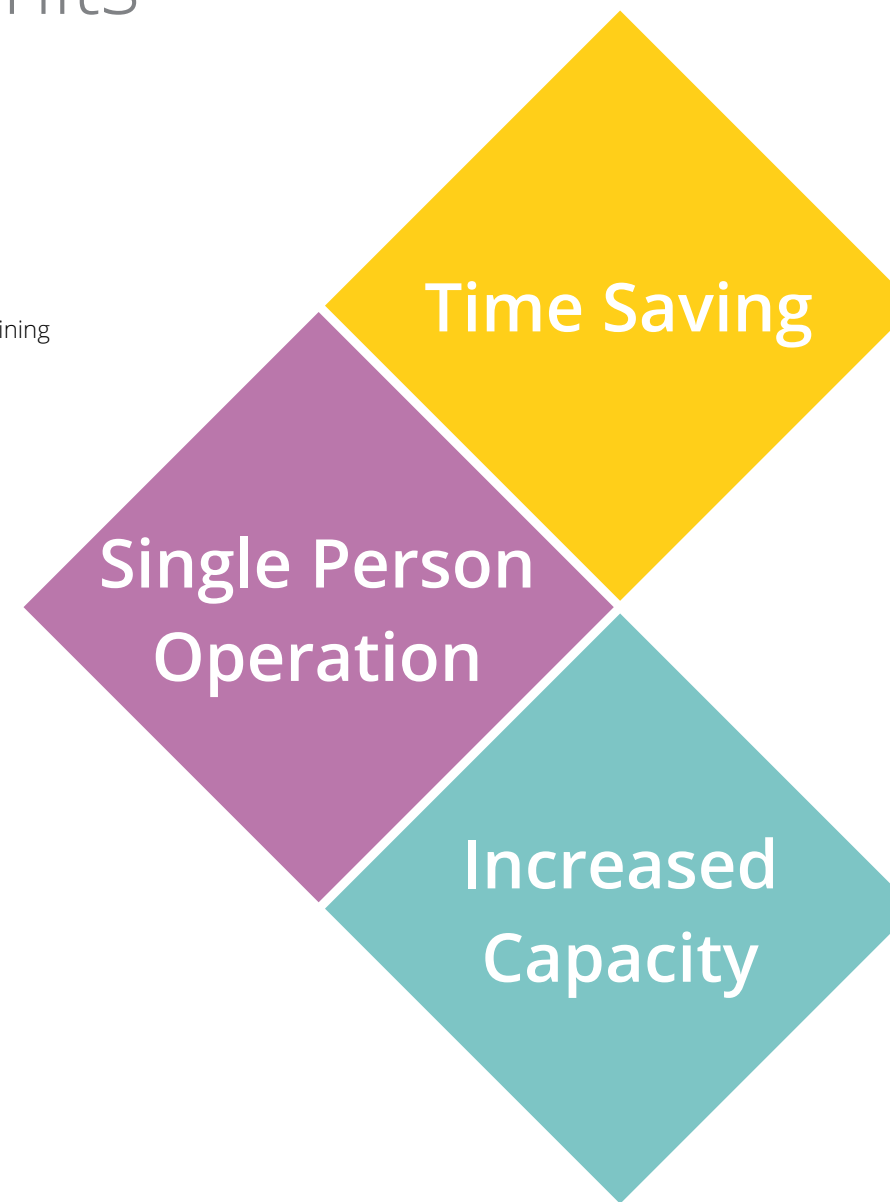 Time Saving
ining
Single Person
Operation
Increased
Capacity